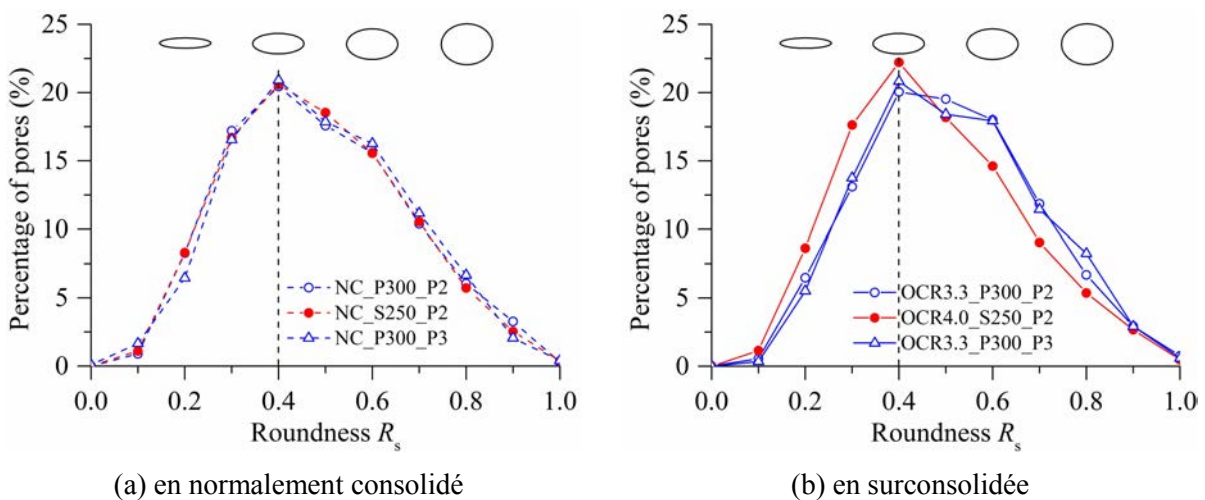 25
20
15
10
5
0
Percentage of pores (%)
NC_P300_P2
NC_S250_P2
NC_P300_P3
0.0 0.2 0.4 0.6 0.8 1.0
Roundness Rs
(a) en normalement consolidé
25
20
15
10
5
0
Percentage of pores (%)
OCR3.3_P300_P2
OCR4.0_S250_P2
OCR3.3_P300_P3
0.0 0.2 0.4 0.6 0.8 1.0
Roundness Rs
(b) en surconsolidée